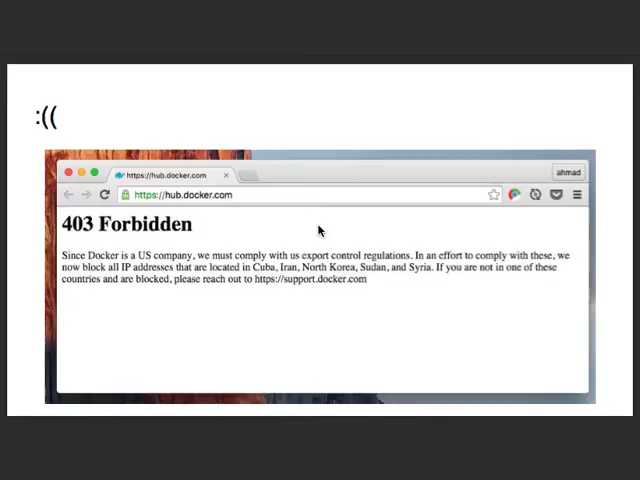 :((
https://hub.docker.com
ahmad
https://hub.docker.com
403 Forbidden
Since Docker is a US company, we must comply with us export control regulations. In an effort to comply with these, we
now block all IP addresses that are located in Cuba, Iran, North Korea, Sudan, and Syria. If you are not in one of these
countries and are blocked, please reach out to https://support.docker.com